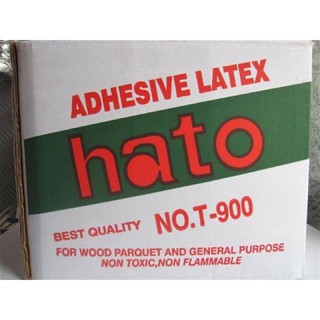 ADHESIVE LATEX
hato
BEST QUALITY NO.T-900
FOR WOOD PARQUET AND GENERAL PURPOSE
NON TOXIC,NON FLAMMABLE